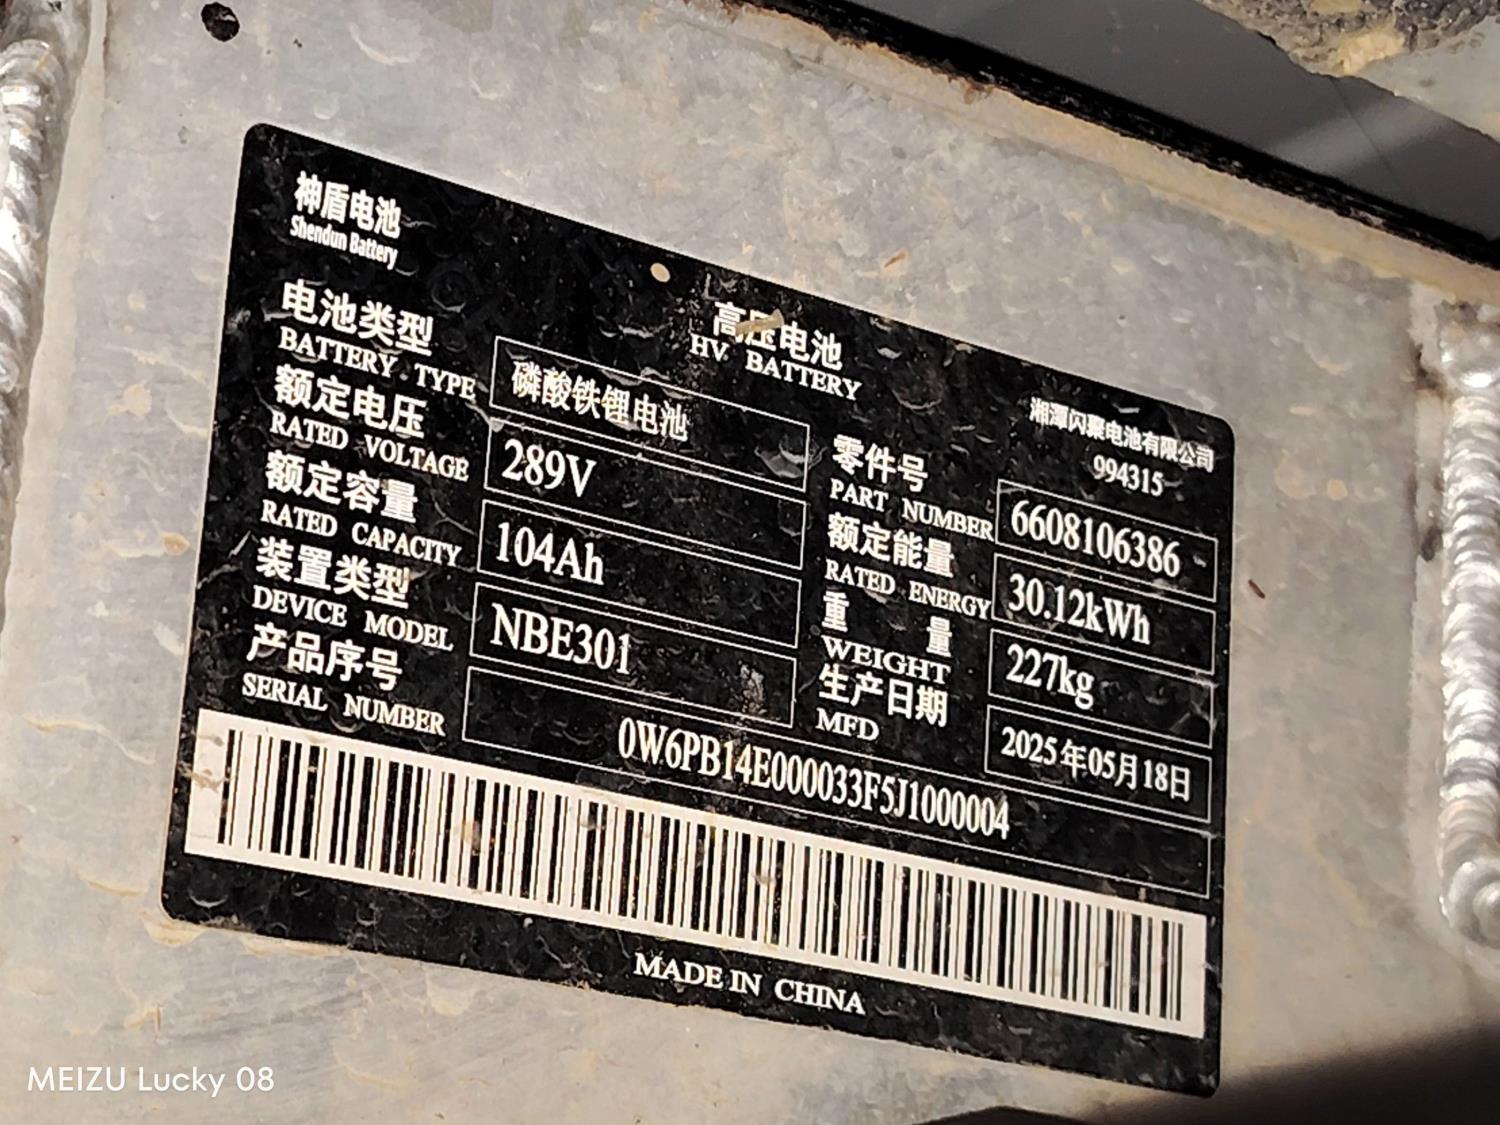 神盾电池
Shendun Battery
高压电池
HV BATTERY
湘潭闪聚电池有限公司
994315
电池类型
BATTERY TYPE
磷酸铁锂电池
额定电压
RATED VOLTAGE
289V
额定容量
RATED CAPACITY
104Ah
装置类型
DEVICE MODEL
NBE301
零件号
PART NUMBER
6608106386
额定能量
RATED ENERGY
30.12kWh
重 量
WEIGHT
227kg
生产日期
MFD
2025年05月18日
产品序号
SERIAL NUMBER
0W6PB14E000033F5J1000004
MADE IN CHINA
MEIZU Lucky 08